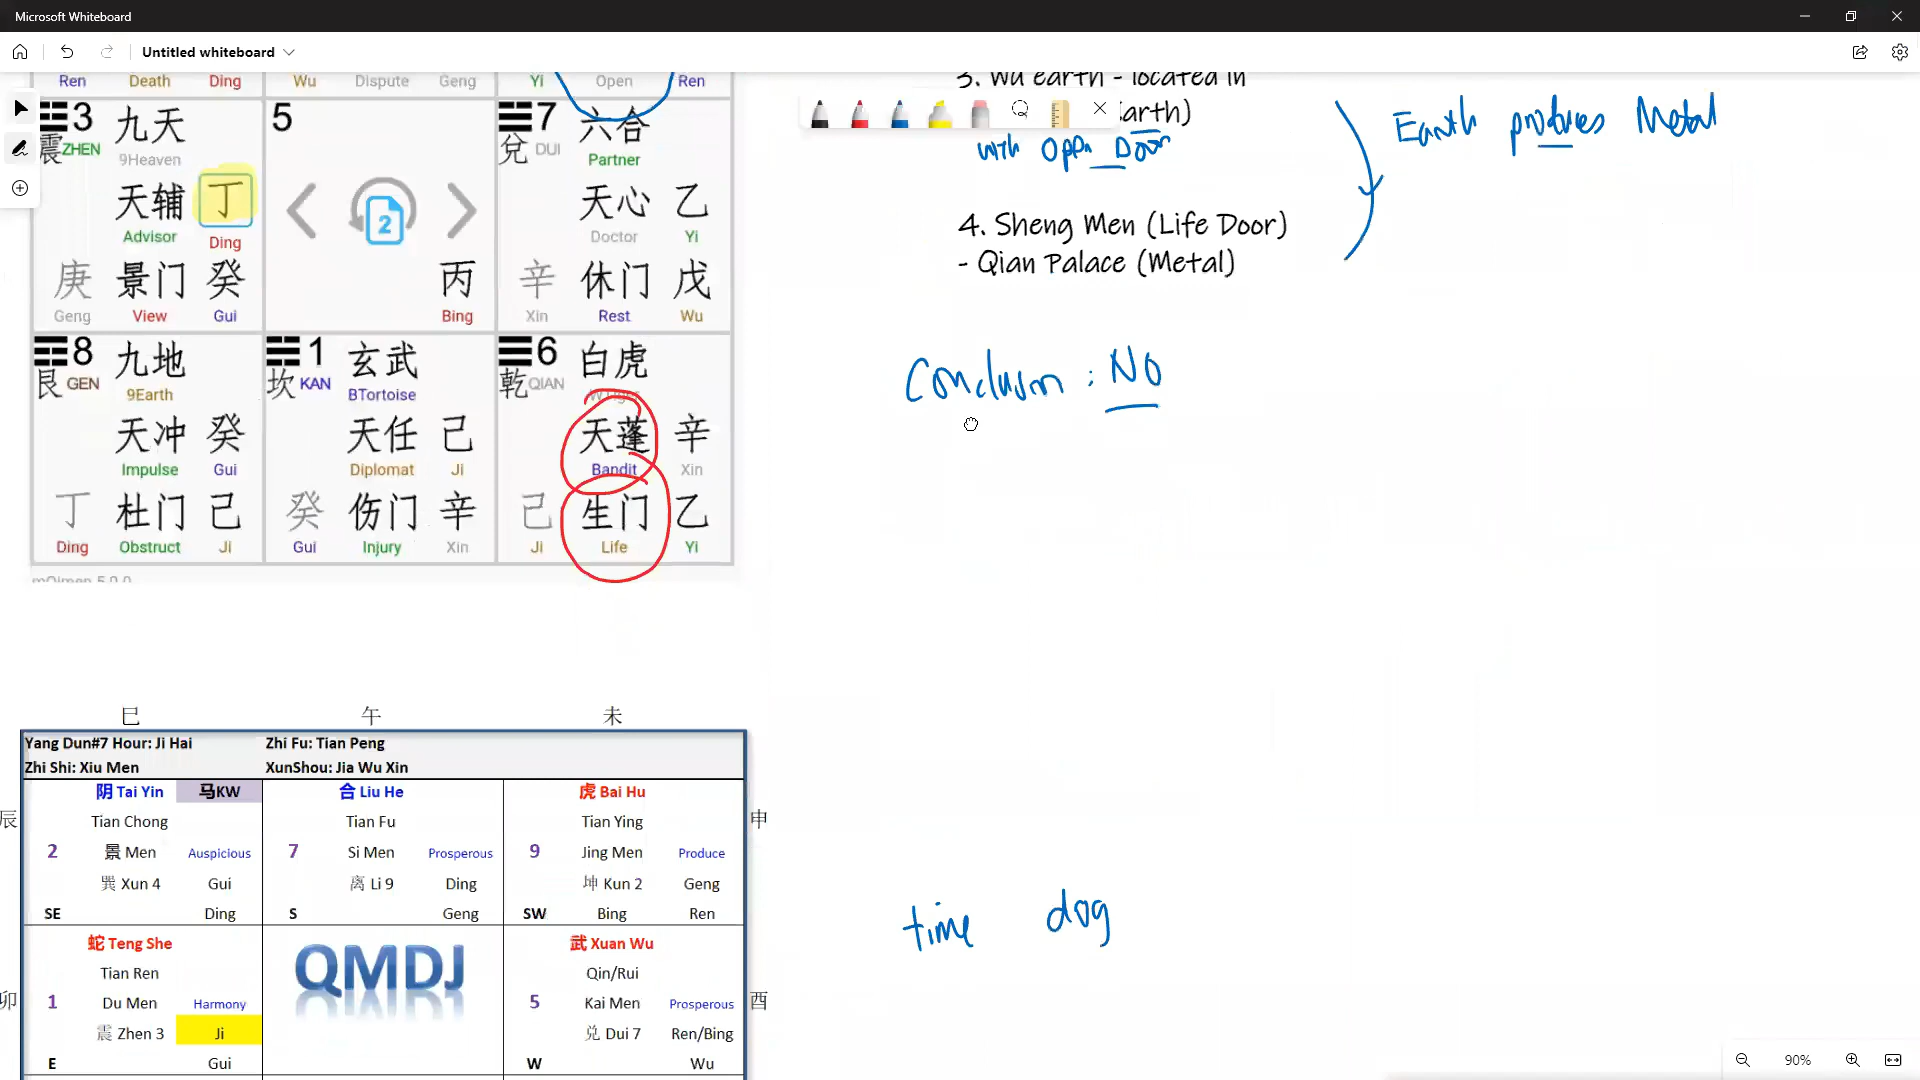 Microsoft Whiteboard
Untitled whiteboard
Ren Death Ding Wu Dispute Geng Yi Open Ren
3 九天 5 7 六合
震 ZHEN 9Heaven 兌 DUI Partner
天辅 丁 2 天心 乙
Advisor Ding Doctor Yi
庚 景门 癸 丙 辛 休门 戊
Geng View Gui Bing Xin Rest Wu
8 九地 1 玄武 6 白虎
艮 GEN 9Earth 坎 KAN BTortoise 乾 QIAN
天冲 癸 天任 己 天蓬 辛
Impulse Gui Diplomat Ji Bandit Xin
丁 杜门 己 癸 伤门 辛 己 生门 乙
Ding Obstruct Ji Gui Injury Xin Ji Life Yi
3. Wu earth - located in
Earth)
with Open Door
4. Sheng Men (Life Door)
- Qian Palace (Metal)
Earth produces Metal
Conclusion : No
巳 午 未
Yang Dun#7 Hour: Ji Hai Zhi Fu: Tian Peng
Zhi Shi: Xiu Men XunShou: Jia Wu Xin
阴 Tai Yin 马KW 合 Liu He 虎 Bai Hu
辰 Tian Chong Tian Fu Tian Ying 申
2 景 Men Auspicious 7 Si Men Prosperous 9 Jing Men Produce
巽 Xun 4 Gui 离 Li 9 Ding 坤 Kun 2 Geng
SE Ding S Geng SW Bing Ren
蛇 Teng She QMDJ 武 Xuan Wu
Tian Ren Qin/Rui
卯 1 Du Men Harmony 5 Kai Men Prosperous 酉
震 Zhen 3 Ji 兑 Dui 7 Ren/Bing
E Gui W Wu
time dog
90%